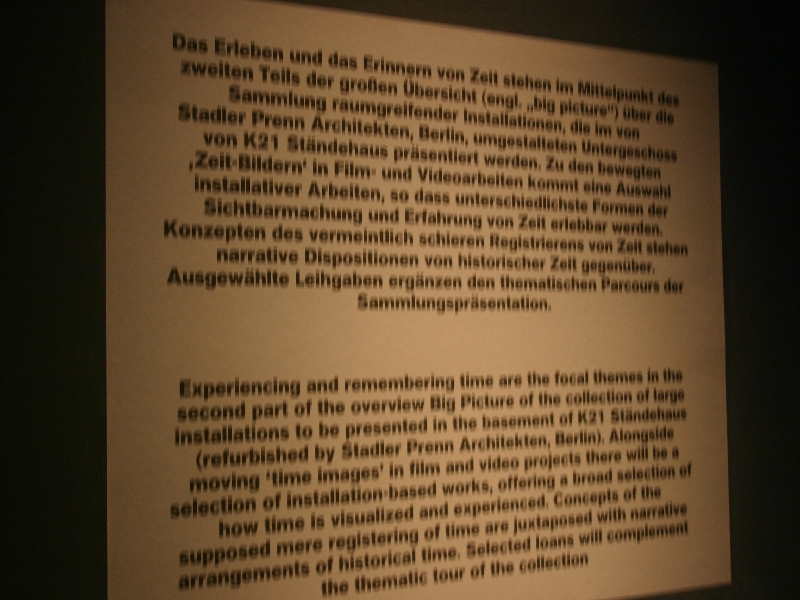 Das Erleben und das Erinnern von Zeit stehen im Mittelpunkt des
zweiten Teils der großen Übersicht (engl. „big picture“) über die
Sammlung raumgreifender Installationen, die im von
Stadler Prenn Architekten, Berlin, umgestalteten Untergeschoss
von K21 Ständehaus präsentiert werden. Zu den bewegten
‚Zeit-Bildern‘ in Film- und Videoarbeiten kommt eine Auswahl
installativer Arbeiten, so dass unterschiedlichste Formen der
Sichtbarmachung und Erfahrung von Zeit erlebbar werden.
Konzepten des vermeintlich schieren Registrierens von Zeit stehen
narrative Dispositionen von historischer Zeit gegenüber.
Ausgewählte Leihgaben ergänzen den thematischen Parcours der
Sammlungspräsentation.
Experiencing and remembering time are the focal themes in the
second part of the overview Big Picture of the collection of large
installations to be presented in the basement of K21 Ständehaus
(refurbished by Stadler Prenn Architekten, Berlin). Alongside
moving ‘time images’ in film and video projects there will be a
selection of installation-based works, offering a broad selection of
how time is visualized and experienced. Concepts of the
supposed mere registering of time are juxtaposed with narrative
arrangements of historical time. Selected loans will complement
the thematic tour of the collection